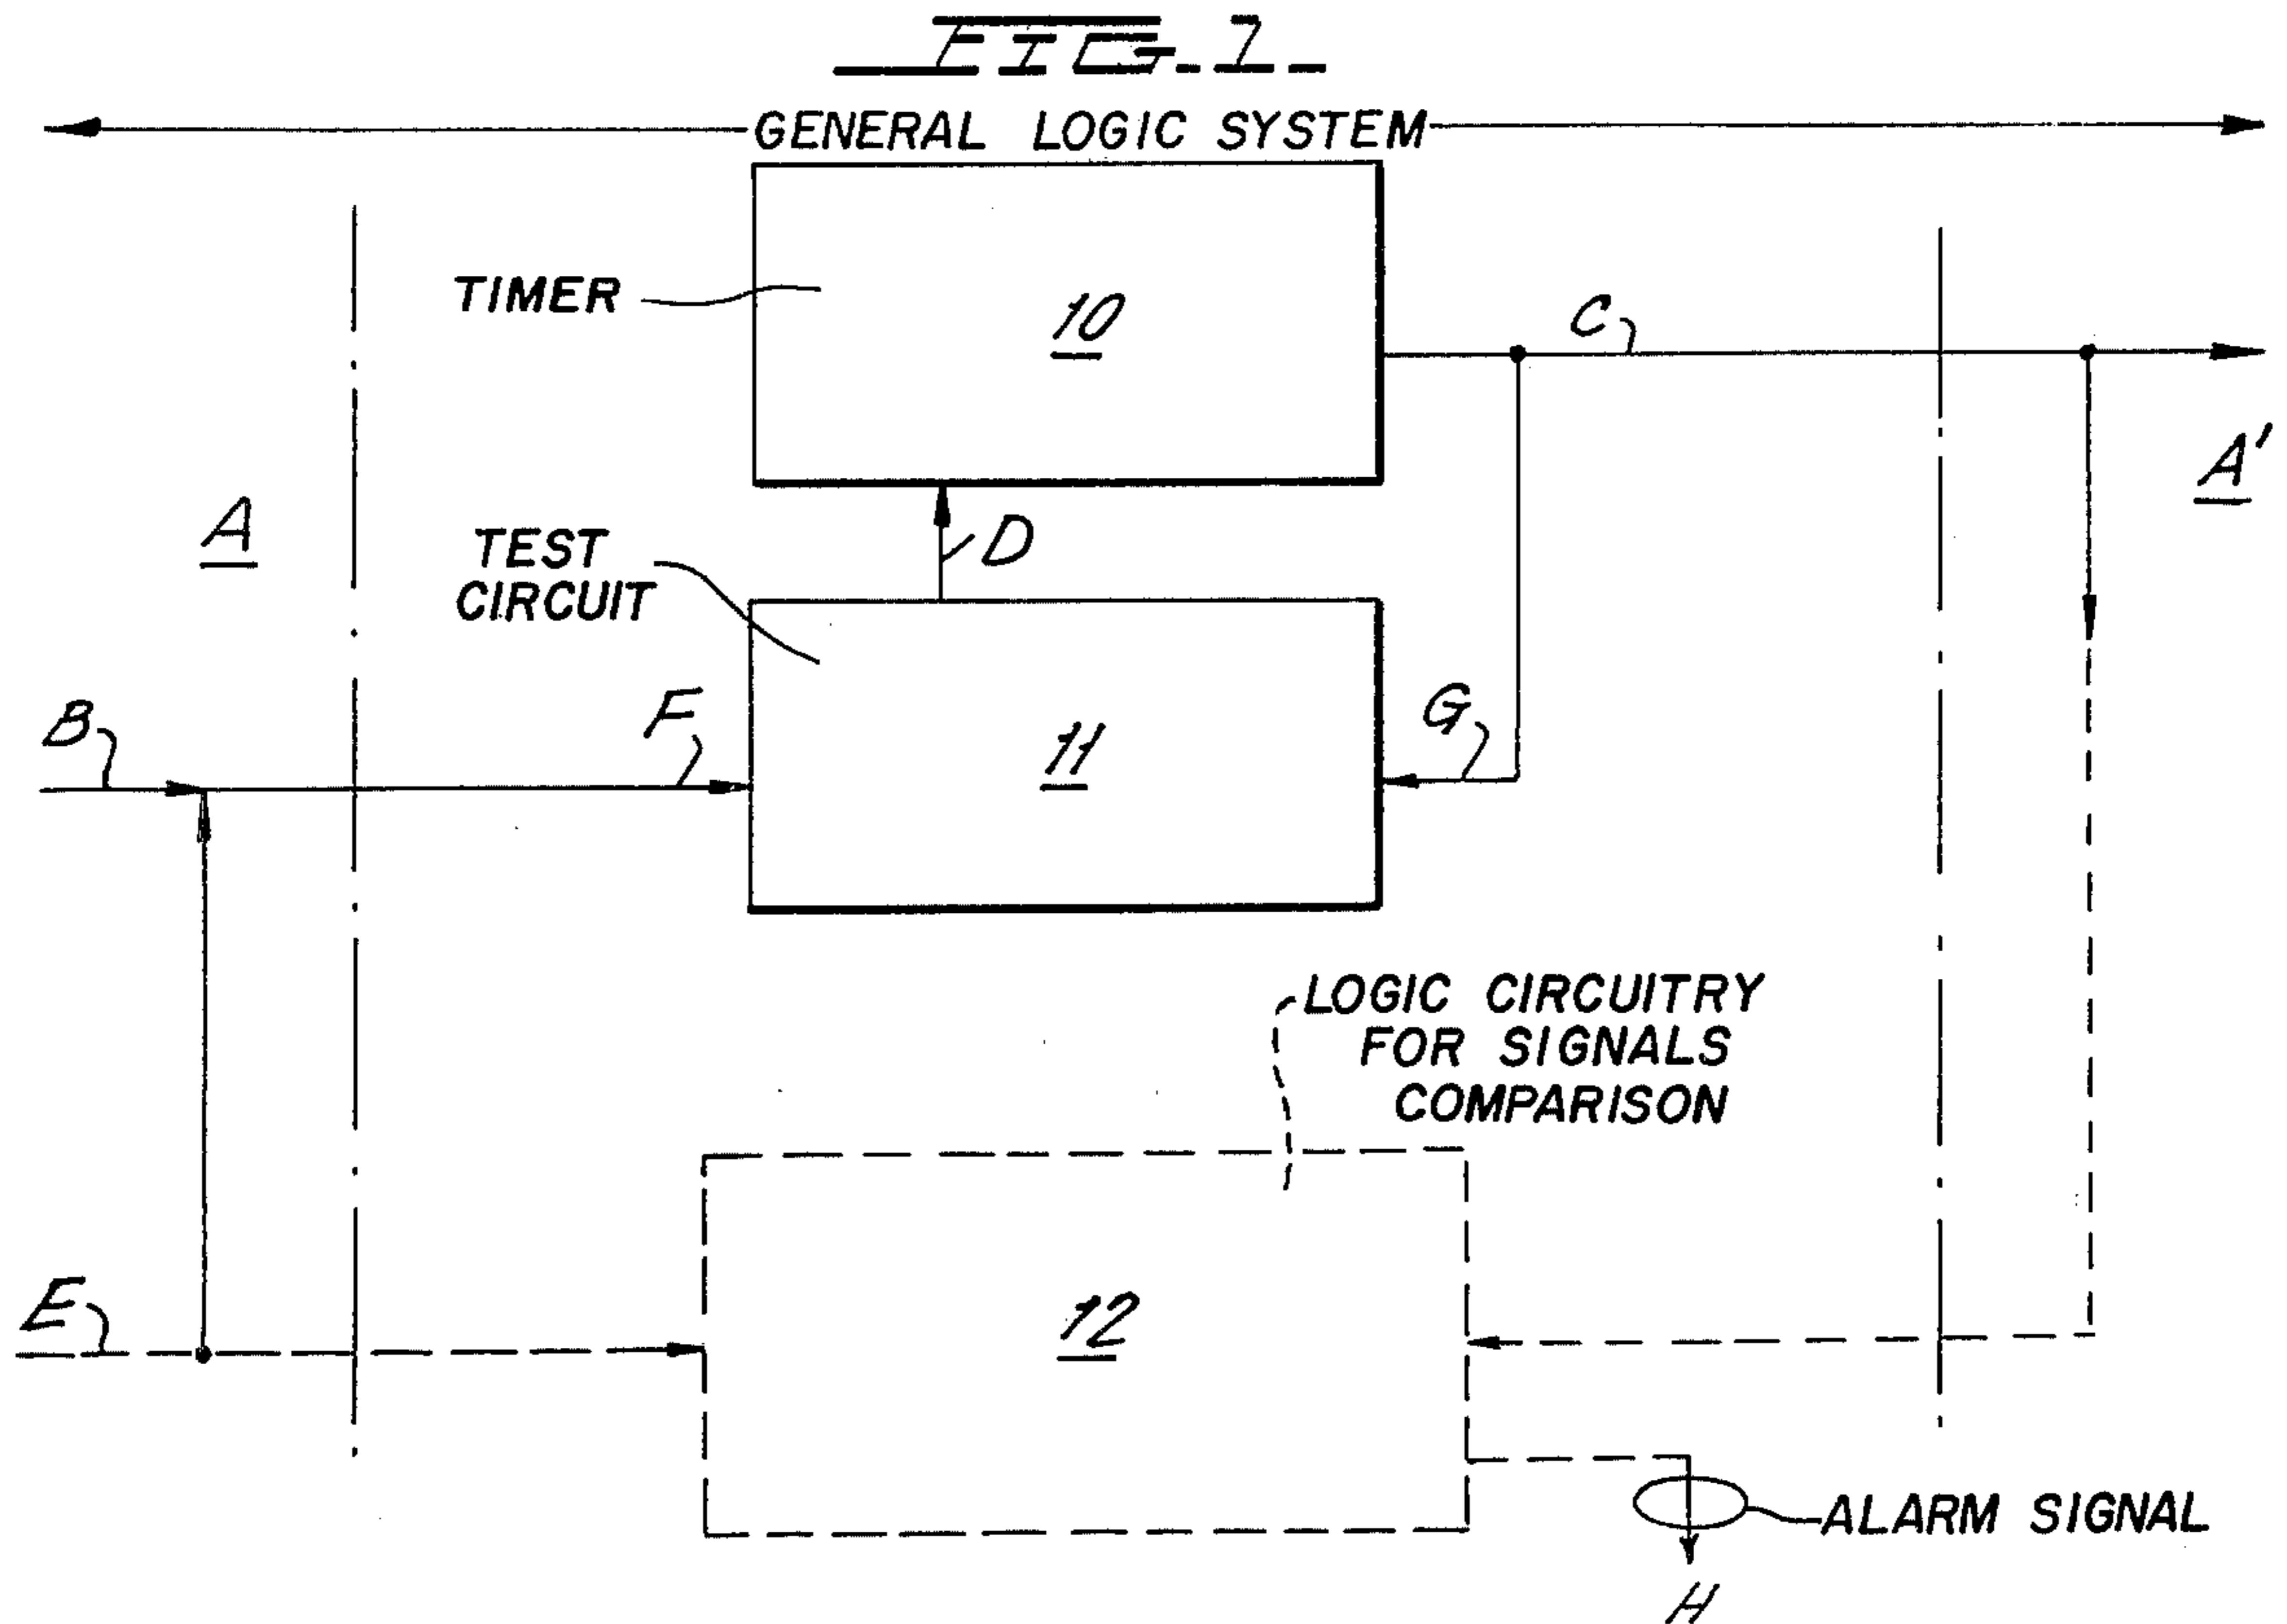 FIG-1-
GENERAL LOGIC SYSTEM
TIMER
10
C
A'
A
TEST
CIRCUIT
D
B
F
11
G
LOGIC CIRCUITRY
FOR SIGNALS
COMPARISON
E
12
ALARM SIGNAL
H